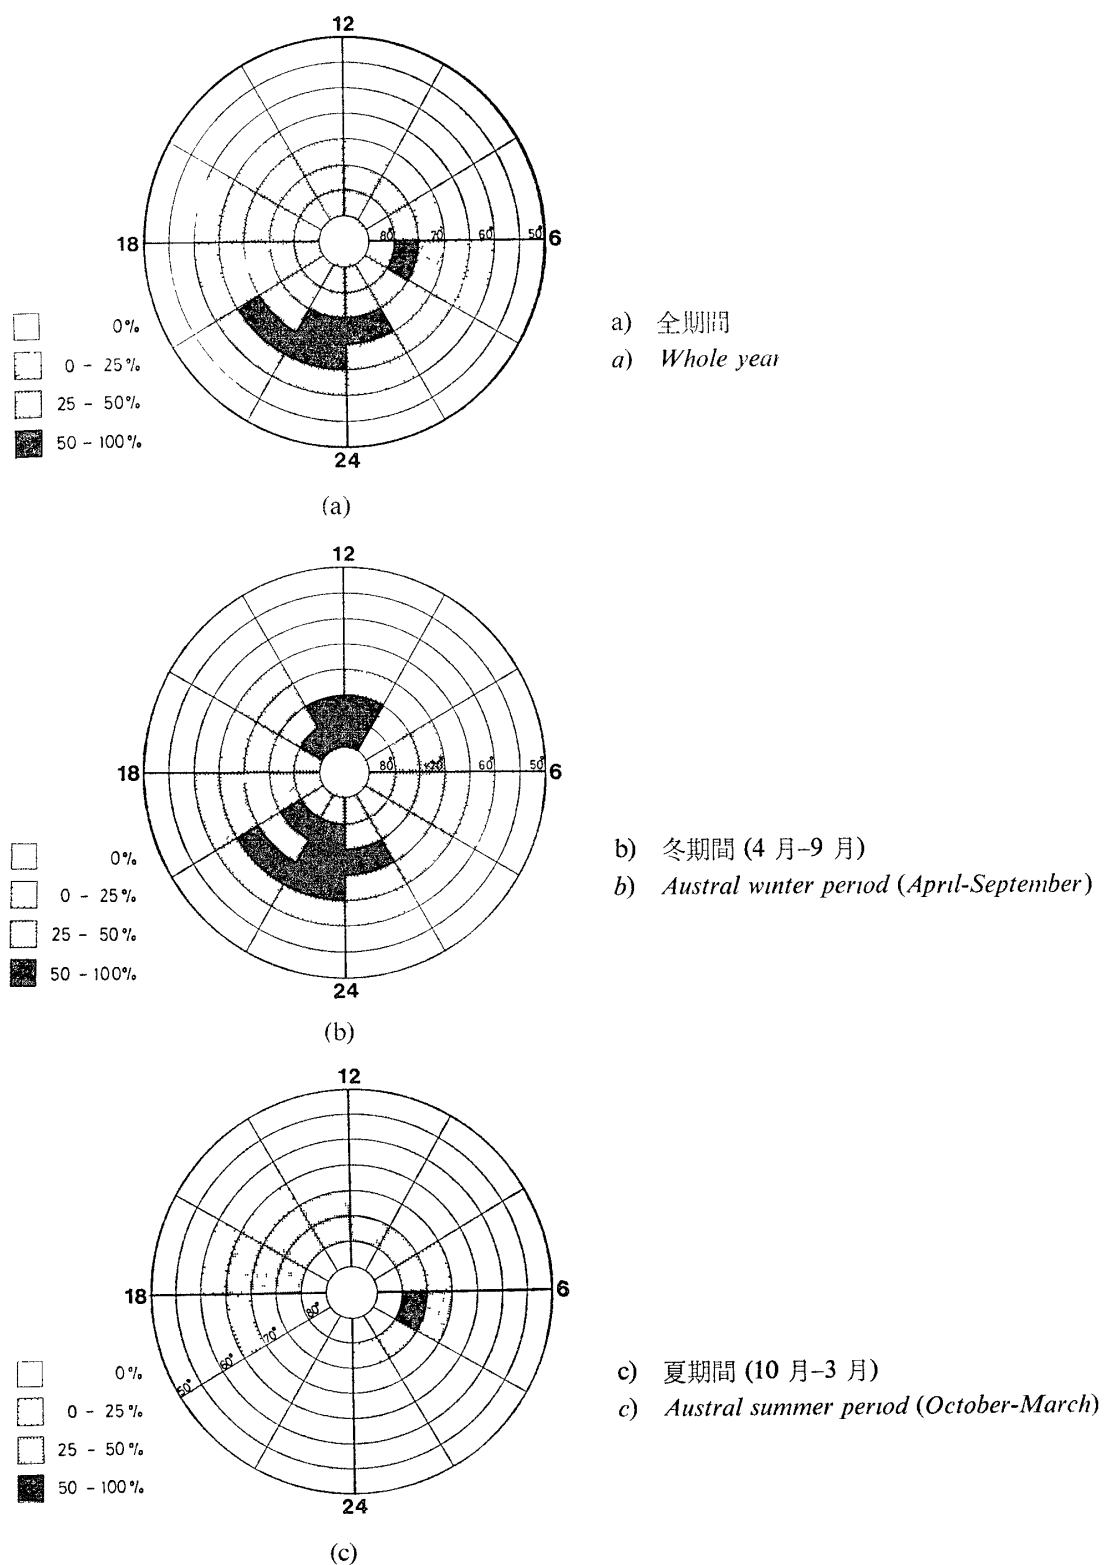 12
18
80° 70° 60° 50° 6
24
0%
0 - 25%
25 - 50%
50 - 100%
(a)
a) 全期間
a) Whole year
12
18
80° 70° 60° 50° 6
24
0%
0 - 25%
25 - 50%
50 - 100%
(b)
b) 冬期間 (4 月–9 月)
b) Austral winter period (April-September)
12
18
6
80°
70°
60°
50°
24
0%
0 - 25%
25 - 50%
50 - 100%
(c)
c) 夏期間 (10 月–3 月)
c) Austral summer period (October-March)